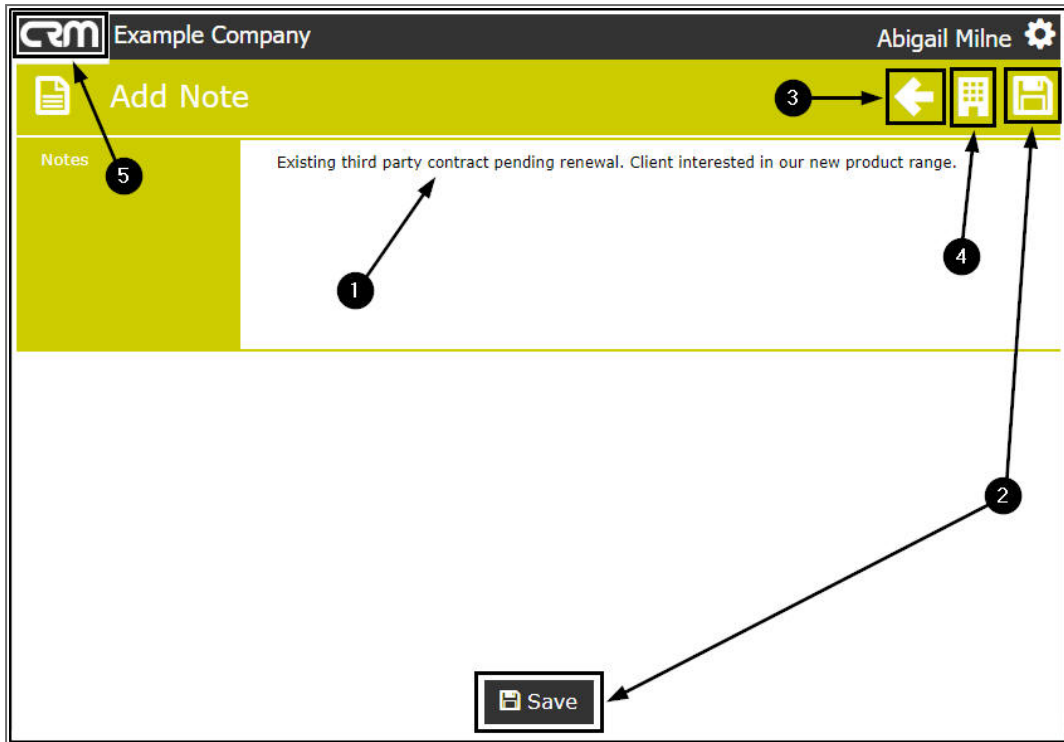 CRM Example Company Abigail Milne
Add Note
3
Notes
Existing third party contract pending renewal. Client interested in our new product range.
5
4
1
2
Save